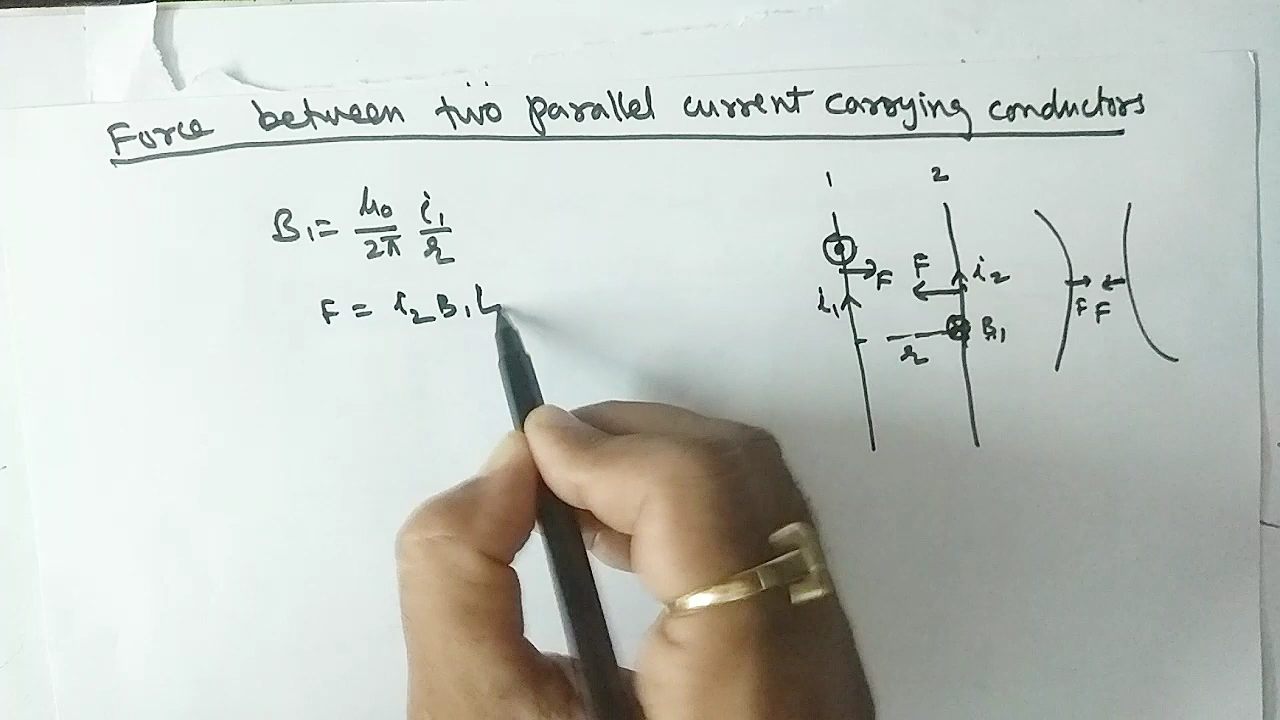 Force between two parallel current carrying conductors
B₁ = μ₀/2π i₁/r
F = i₂ B₁ L
1 2
F F i₂
i₁
r B₁
F F